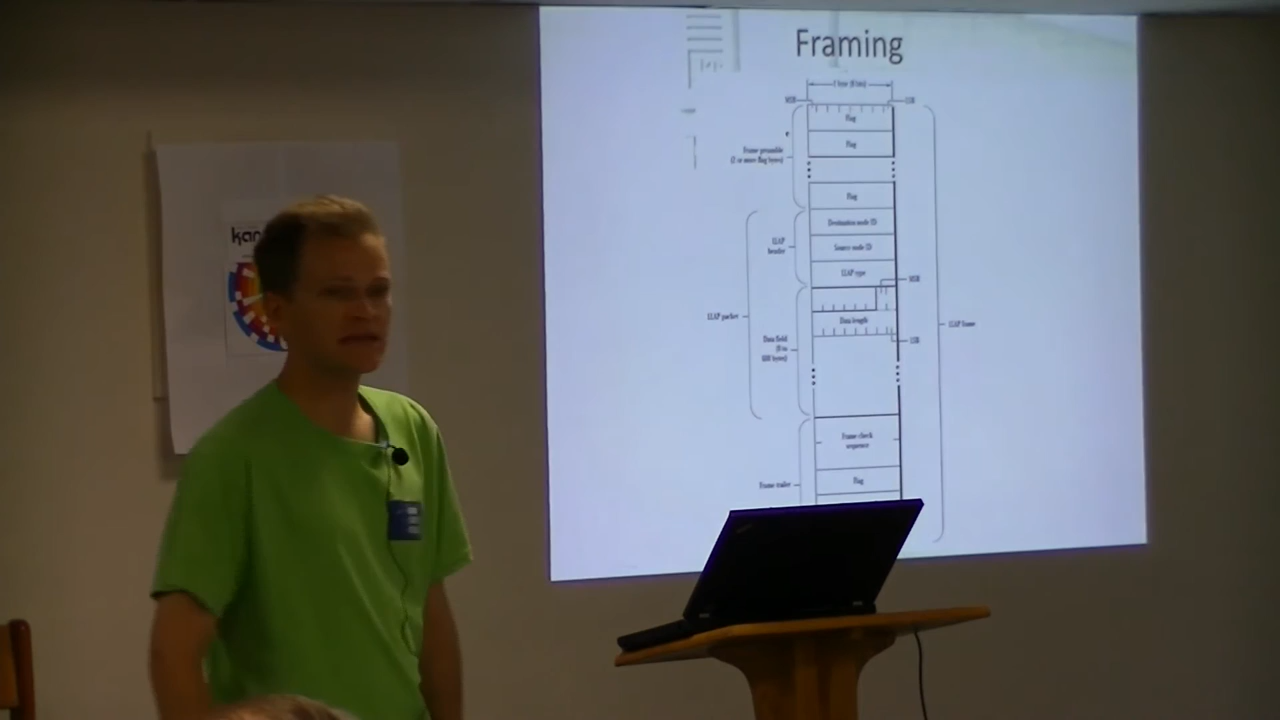 Framing
1 byte (8 bits)
MSB
LSB
Flag
Flag
Frame preamble
(2 or more flag bytes)
Flag
Destination node ID
LLAP
header
Source node ID
LLAP type
MSB
LLAP packet
Data length
LLAP frame
LSB
Data field
(0 to
600 bytes)
Frame check
sequence
Frame trailer
Flag
kan